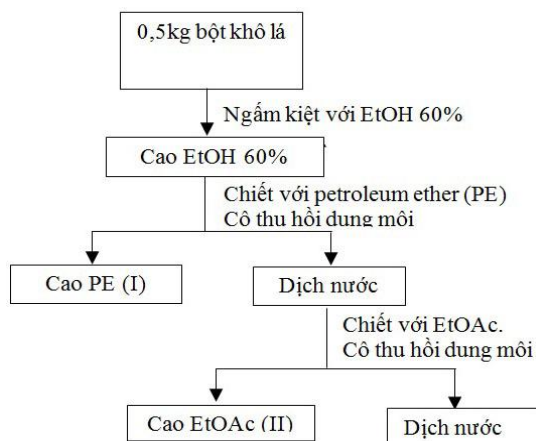 0,5kg bột khô lá
Ngấm kiệt với EtOH 60%
Cao EtOH 60%
Chiết với petroleum ether (PE)
Cô thu hồi dung môi
Cao PE (I)
Dịch nước
Chiết với EtOAc.
Cô thu hồi dung môi
Cao EtOAc (II)
Dịch nước